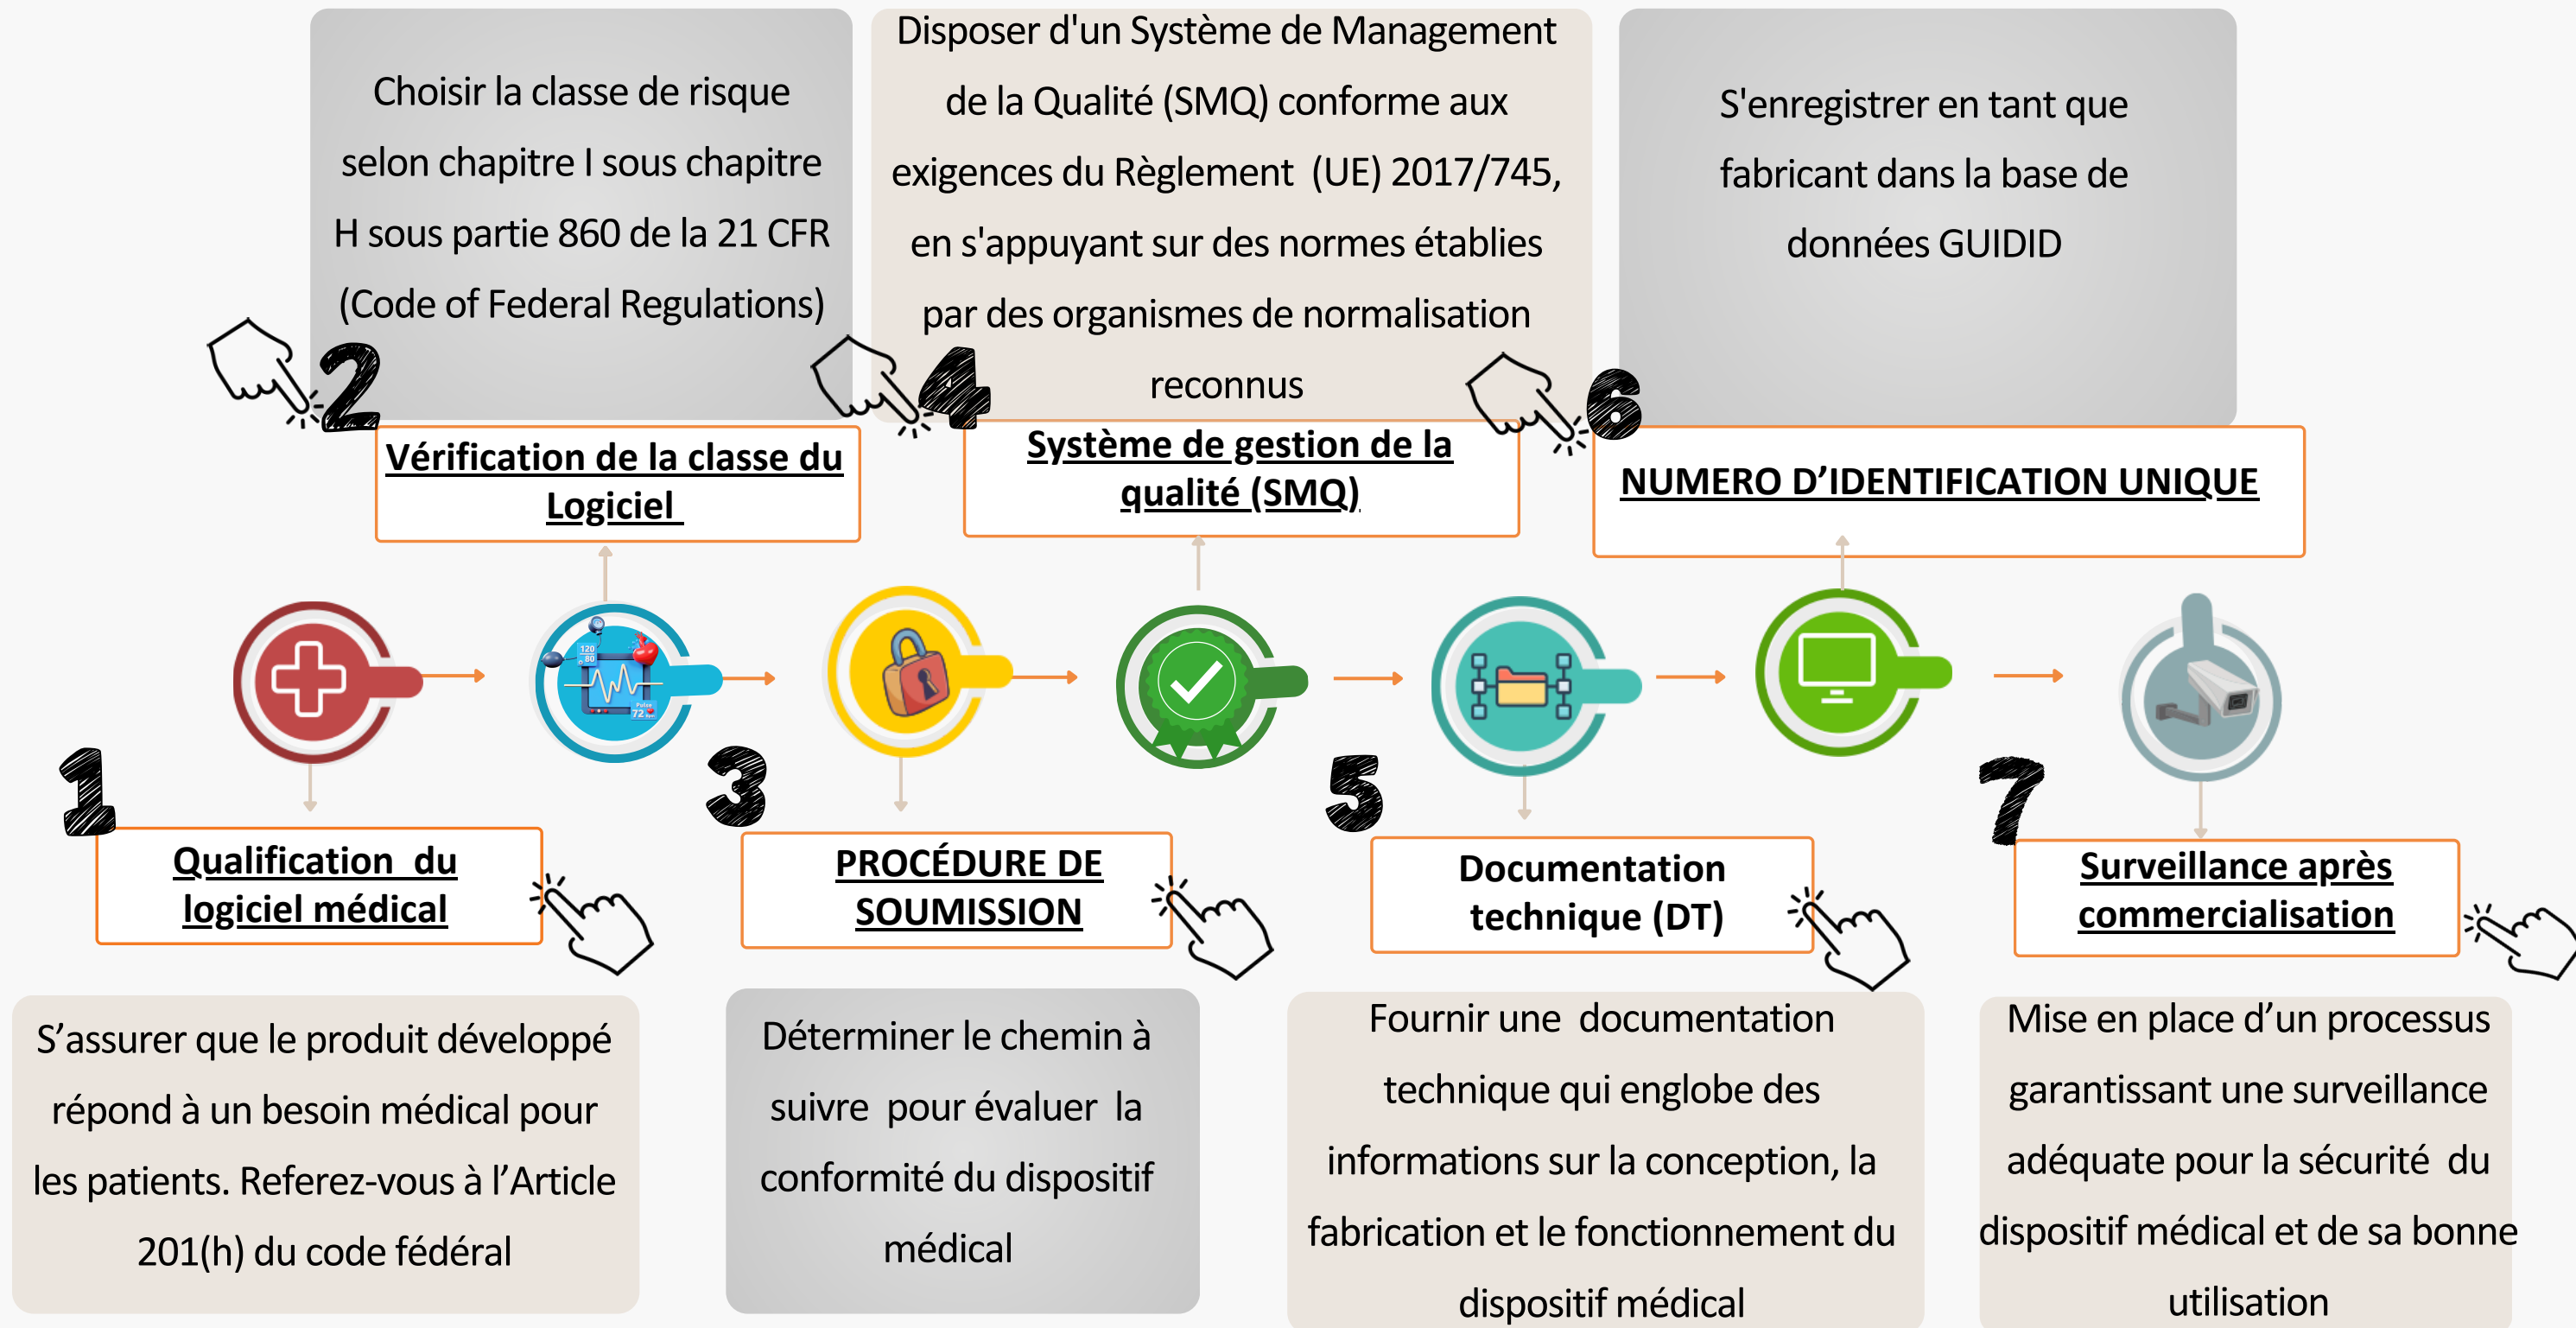 Choisir la classe de risque
selon chapitre I sous chapitre
H sous partie 860 de la 21 CFR
(Code of Federal Regulations)
2
Vérification de la classe du
Logiciel
Disposer d'un Système de Management
de la Qualité (SMQ) conforme aux
exigences du Règlement (UE) 2017/745,
en s'appuyant sur des normes établies
par des organismes de normalisation
reconnus
4
Système de gestion de la
qualité (SMQ)
S'enregistrer en tant que
fabricant dans la base de
données GUIDID
6
NUMERO D’IDENTIFICATION UNIQUE
120
80
Pulse
72
1
Qualification du
logiciel médical
S’assurer que le produit développé
répond à un besoin médical pour
les patients. Referez-vous à l’Article
201(h) du code fédéral
3
PROCÉDURE DE
SOUMISSION
Déterminer le chemin à
suivre pour évaluer la
conformité du dispositif
médical
5
Documentation
technique (DT)
Fournir une documentation
technique qui englobe des
informations sur la conception, la
fabrication et le fonctionnement du
dispositif médical
7
Surveillance après
commercialisation
Mise en place d’un processus
garantissant une surveillance
adéquate pour la sécurité du
dispositif médical et de sa bonne
utilisation